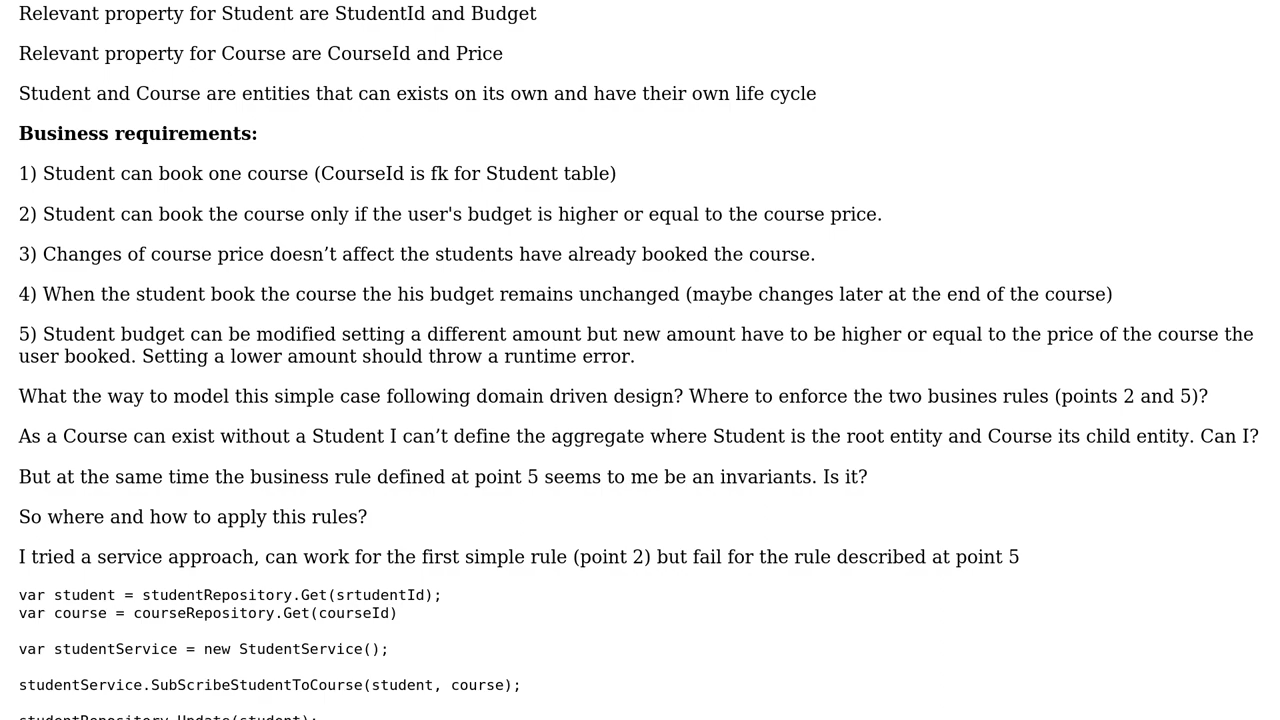 Relevant property for Student are StudentId and Budget
Relevant property for Course are CourseId and Price
Student and Course are entities that can exists on its own and have their own life cycle
Business requirements:
1) Student can book one course (CourseId is fk for Student table)
2) Student can book the course only if the user's budget is higher or equal to the course price.
3) Changes of course price doesn’t affect the students have already booked the course.
4) When the student book the course the his budget remains unchanged (maybe changes later at the end of the course)
5) Student budget can be modified setting a different amount but new amount have to be higher or equal to the price of the course the
user booked. Setting a lower amount should throw a runtime error.
What the way to model this simple case following domain driven design? Where to enforce the two busines rules (points 2 and 5)?
As a Course can exist without a Student I can’t define the aggregate where Student is the root entity and Course its child entity. Can I?
But at the same time the business rule defined at point 5 seems to me be an invariants. Is it?
So where and how to apply this rules?
I tried a service approach, can work for the first simple rule (point 2) but fail for the rule described at point 5
var student = studentRepository.Get(srtudentId);
var course = courseRepository.Get(courseId)
var studentService = new StudentService();
studentService.SubScribeStudentToCourse(student, course);
studentRepository.Update(student);